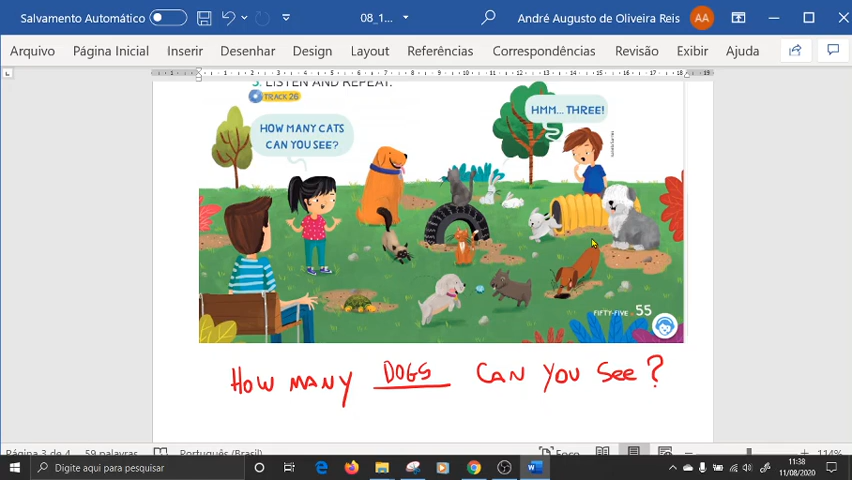 Salvamento Automático
08_1...
André Augusto de Oliveira Reis
AA
Arquivo
Página Inicial
Inserir
Desenhar
Design
Layout
Referências
Correspondências
Revisão
Exibir
Ajuda
LISTEN AND REPEAT.
TRACK 26
HOW MANY CATS
CAN YOU SEE?
HMM... THREE!
FIFTY-FIVE 55
HOW MANY DOGS CAN YOU SEE?
Página 3 de 4
59 palavras
Português (Brasil)
Foco
114%
Digite aqui para pesquisar
11:38
11/08/2020